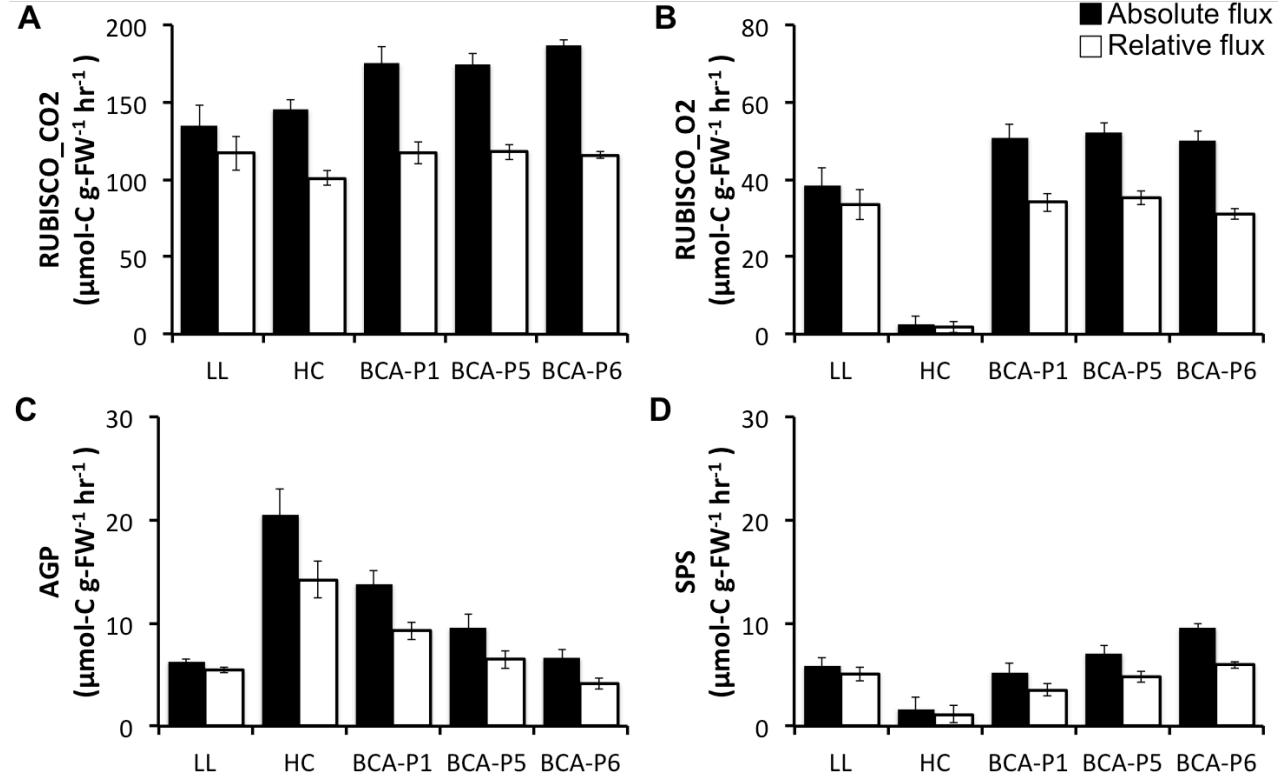 A
200
150
100
50
0
RUBISCO_CO2
(µmol-C g-FW-1 hr-1)
LL HC BCA-P1 BCA-P5 BCA-P6
B
Absolute flux
Relative flux
80
60
40
20
0
RUBISCO_O2
(µmol-C g-FW-1 hr-1)
LL HC BCA-P1 BCA-P5 BCA-P6
C
30
20
10
0
AGP
(µmol-C g-FW-1 hr-1)
LL HC BCA-P1 BCA-P5 BCA-P6
D
30
20
10
0
SPS
(µmol-C g-FW-1 hr-1)
LL HC BCA-P1 BCA-P5 BCA-P6